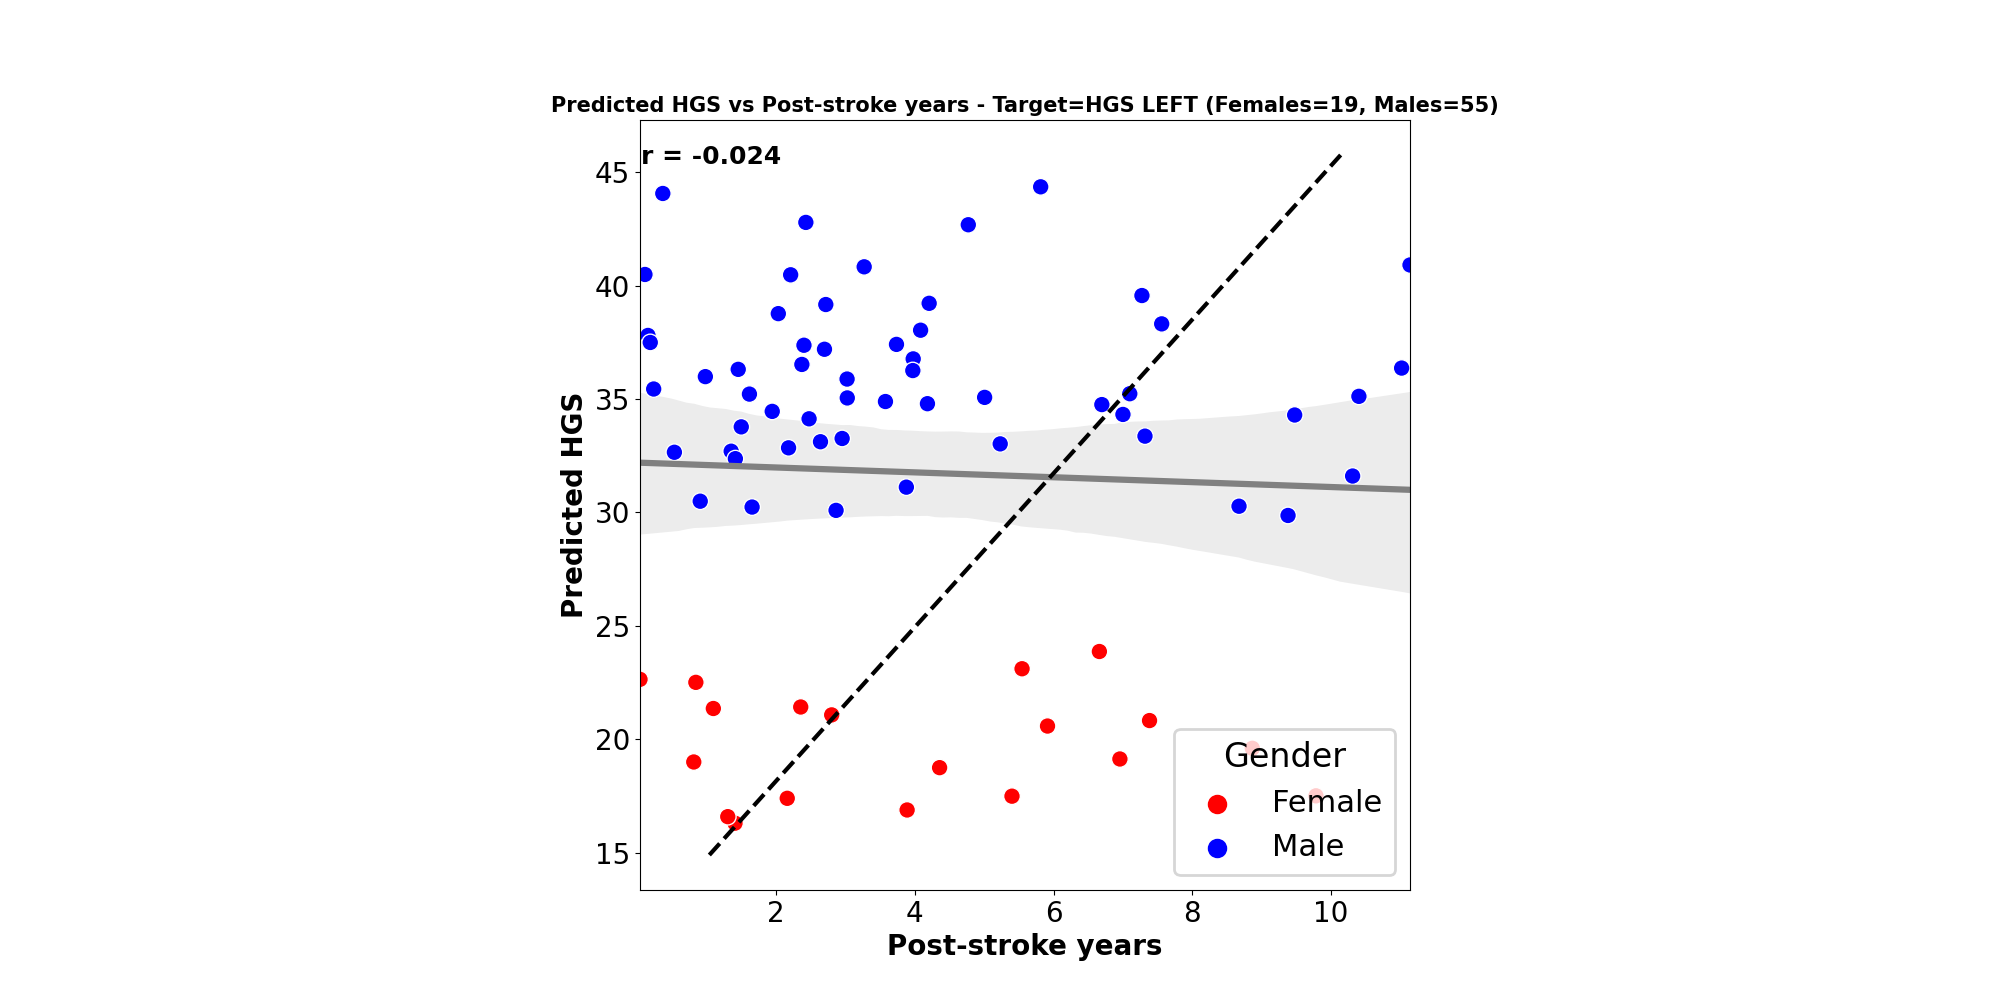 Predicted HGS vs Post-stroke years - Target=HGS LEFT (Females=19, Males=55)
r = -0.024
45
40
35
30
25
20
15
Predicted HGS
Gender
Female
Male
2 4 6 8 10
Post-stroke years